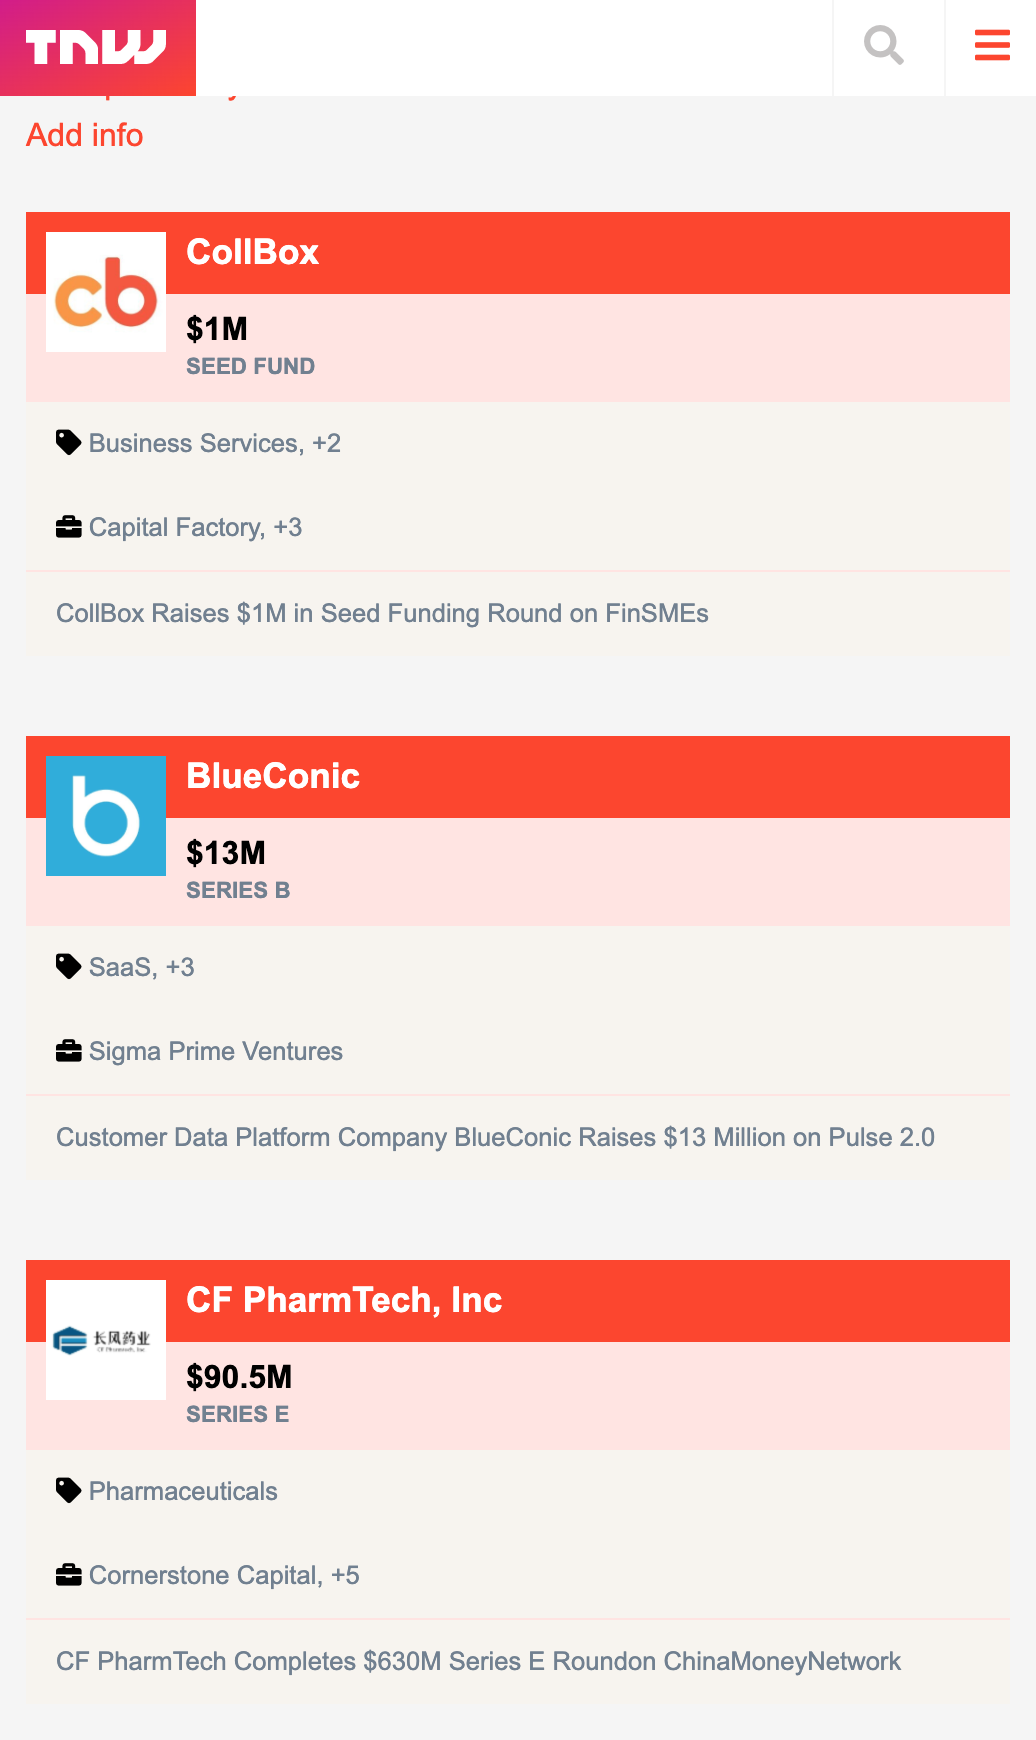 TNW
Add info
CollBox
cb
$1M
SEED FUND
Business Services, +2
Capital Factory, +3
CollBox Raises $1M in Seed Funding Round on FinSMEs
BlueConic
b
$13M
SERIES B
SaaS, +3
Sigma Prime Ventures
Customer Data Platform Company BlueConic Raises $13 Million on Pulse 2.0
CF PharmTech, Inc
长风药业
CF Pharmtech, Inc
$90.5M
SERIES E
Pharmaceuticals
Cornerstone Capital, +5
CF PharmTech Completes $630M Series E Roundon ChinaMoneyNetwork